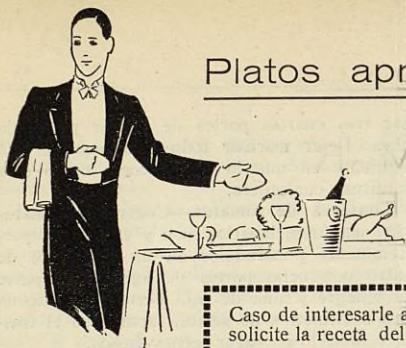 Platos apr
Caso de interesarle a
solicite la receta del